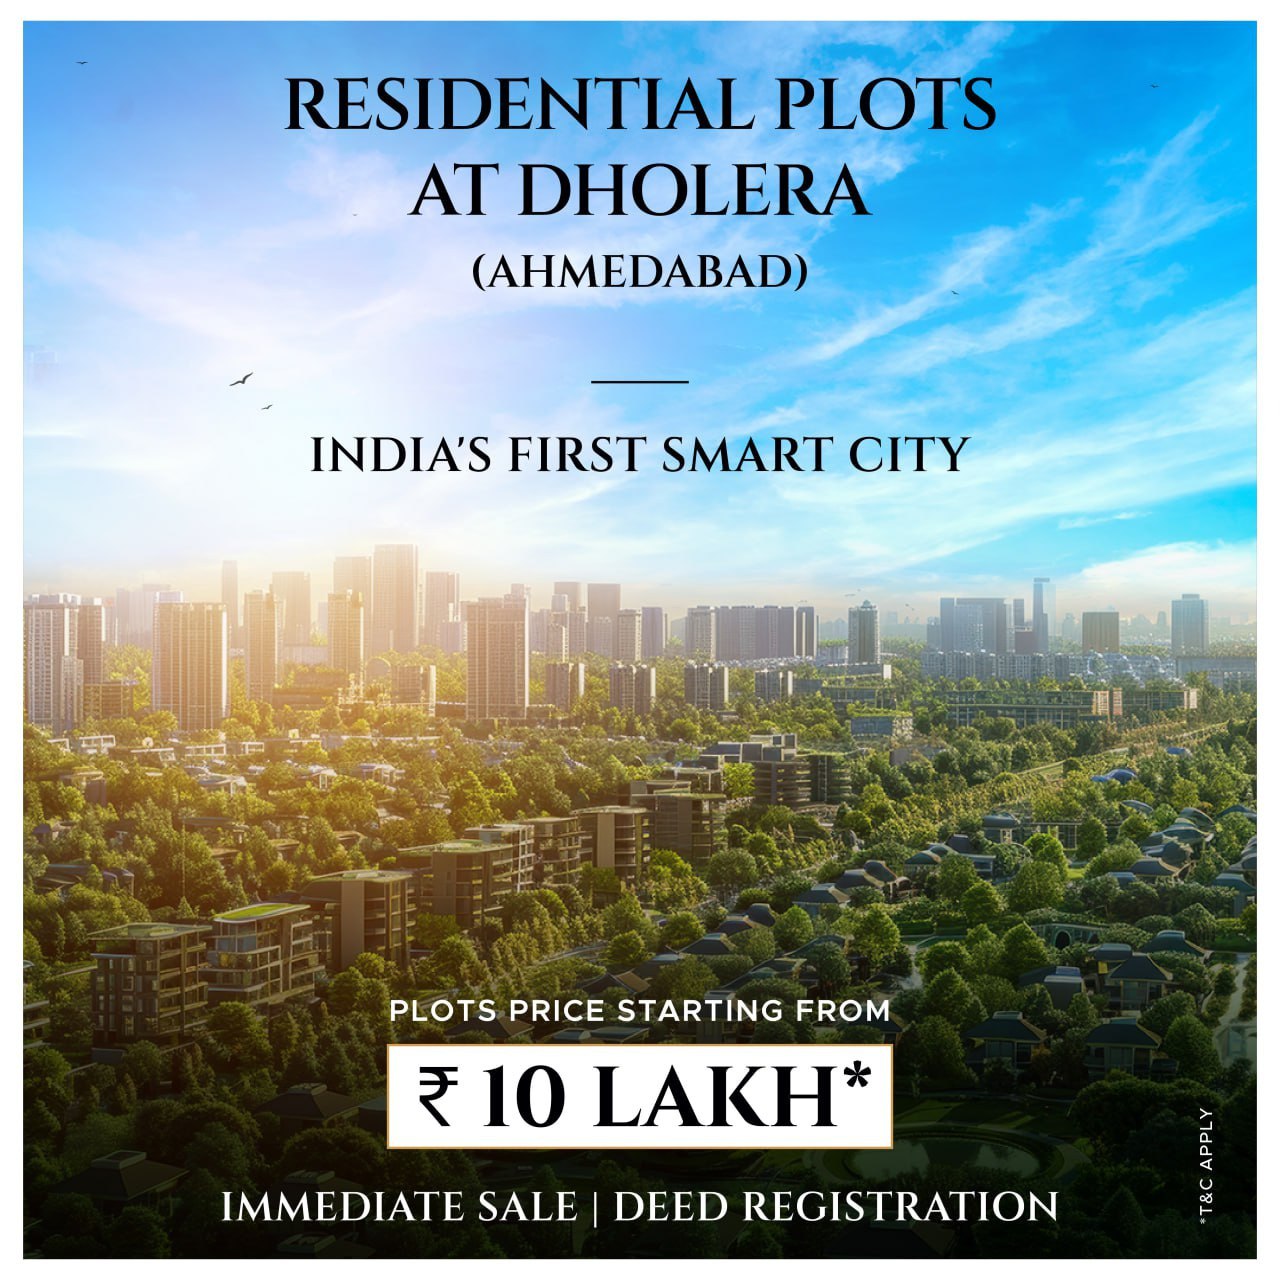 RESIDENTIAL PLOTS
AT DHOLERA
(AHMEDABAD)
INDIA'S FIRST SMART CITY
PLOTS PRICE STARTING FROM
₹ 10 LAKH*
IMMEDIATE SALE | DEED REGISTRATION
*T&C APPLY